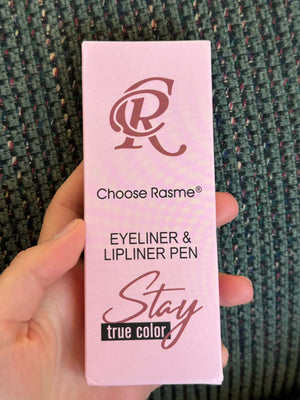 CR
Choose Rasme®
EYELINER &
LIPLINER PEN
Stay
true color